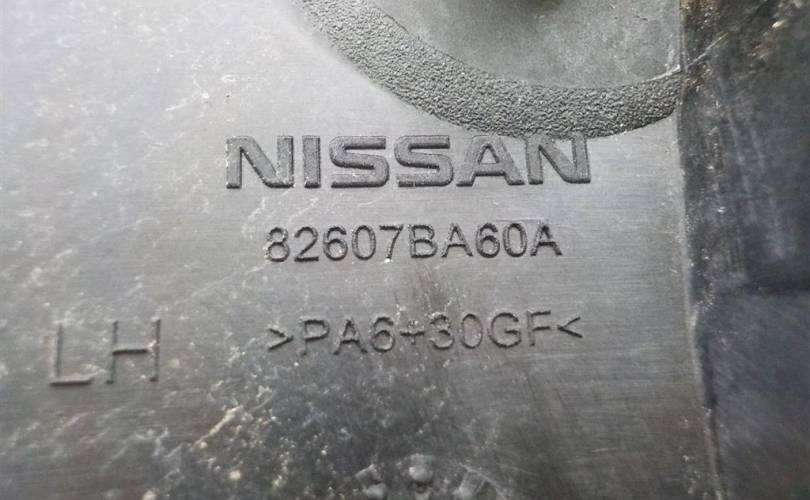 NISSAN
82607BA60A
>PA6+30GF<
LH